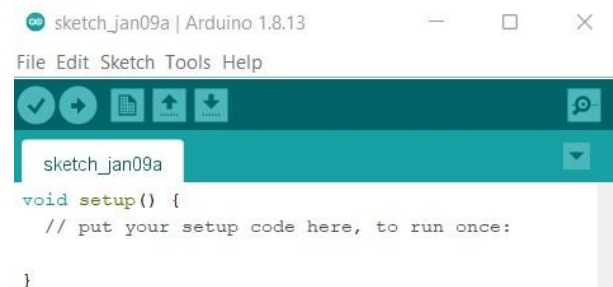 sketch_jan09a | Arduino 1.8.13
File Edit Sketch Tools Help
sketch_jan09a
void setup() {
  // put your setup code here, to run once:

}